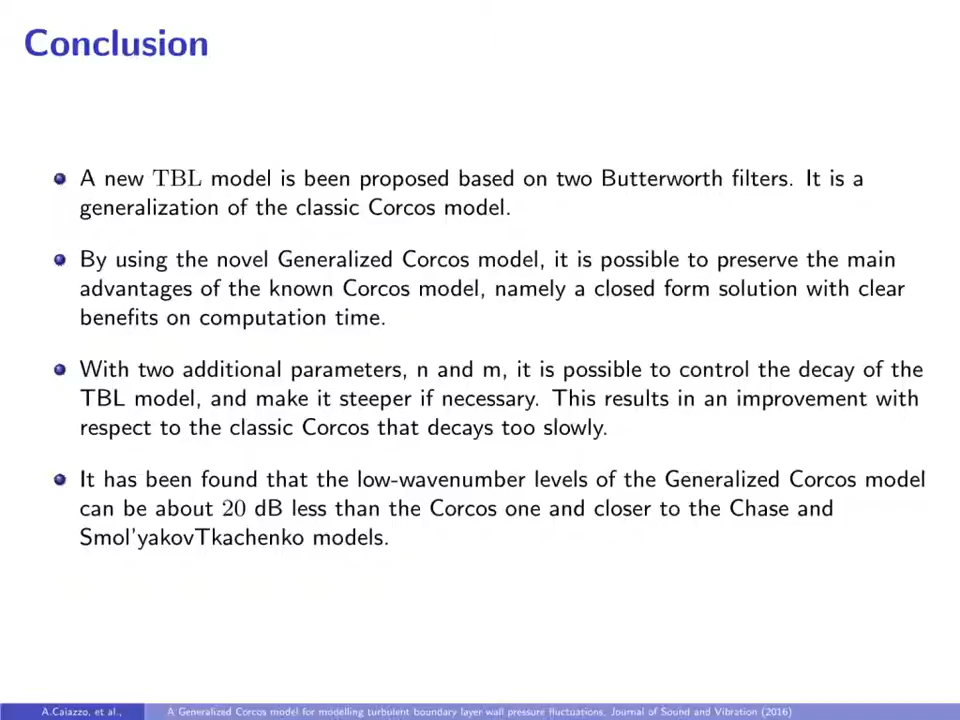 Conclusion
A new TBL model is been proposed based on two Butterworth filters. It is a
generalization of the classic Corcos model.
By using the novel Generalized Corcos model, it is possible to preserve the main
advantages of the known Corcos model, namely a closed form solution with clear
benefits on computation time.
With two additional parameters, n and m, it is possible to control the decay of the
TBL model, and make it steeper if necessary. This results in an improvement with
respect to the classic Corcos that decays too slowly.
It has been found that the low-wavenumber levels of the Generalized Corcos model
can be about 20 dB less than the Corcos one and closer to the Chase and
Smol'yakovTkachenko models.
A.Caiazzo, et al., A Generalized Corcos model for modelling turbulent boundary layer wall pressure fluctuations, Journal of Sound and Vibration (2016)